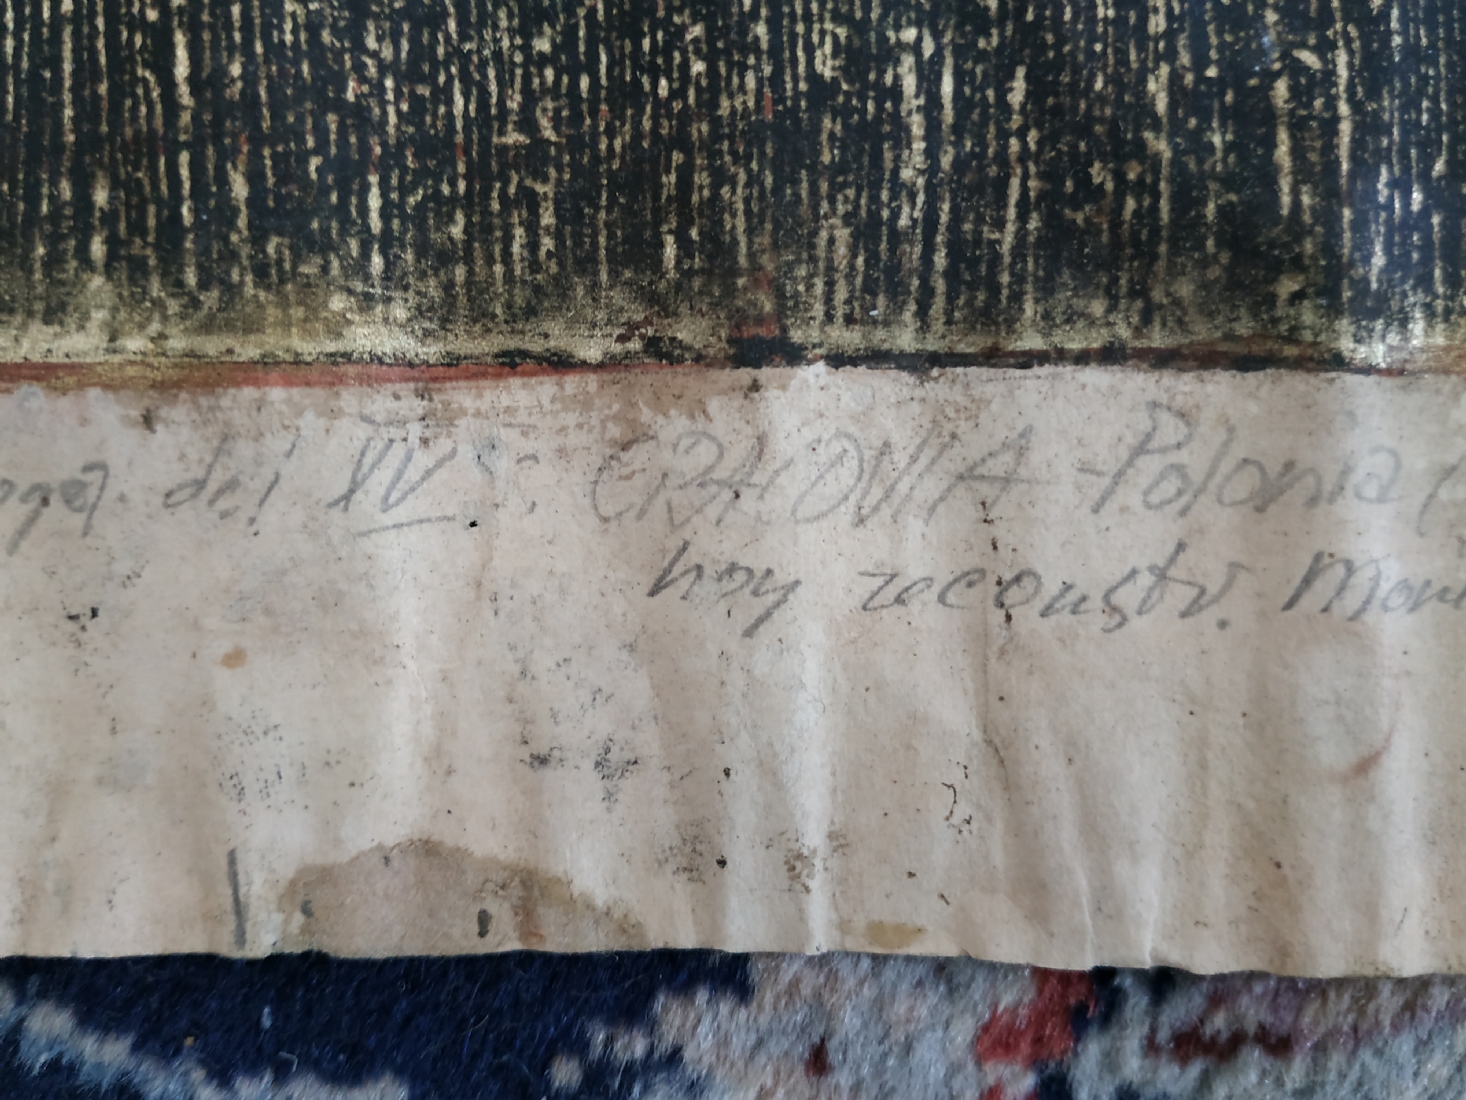 del XV S: CRACOVIA - Polonia (
hoy reconstr.